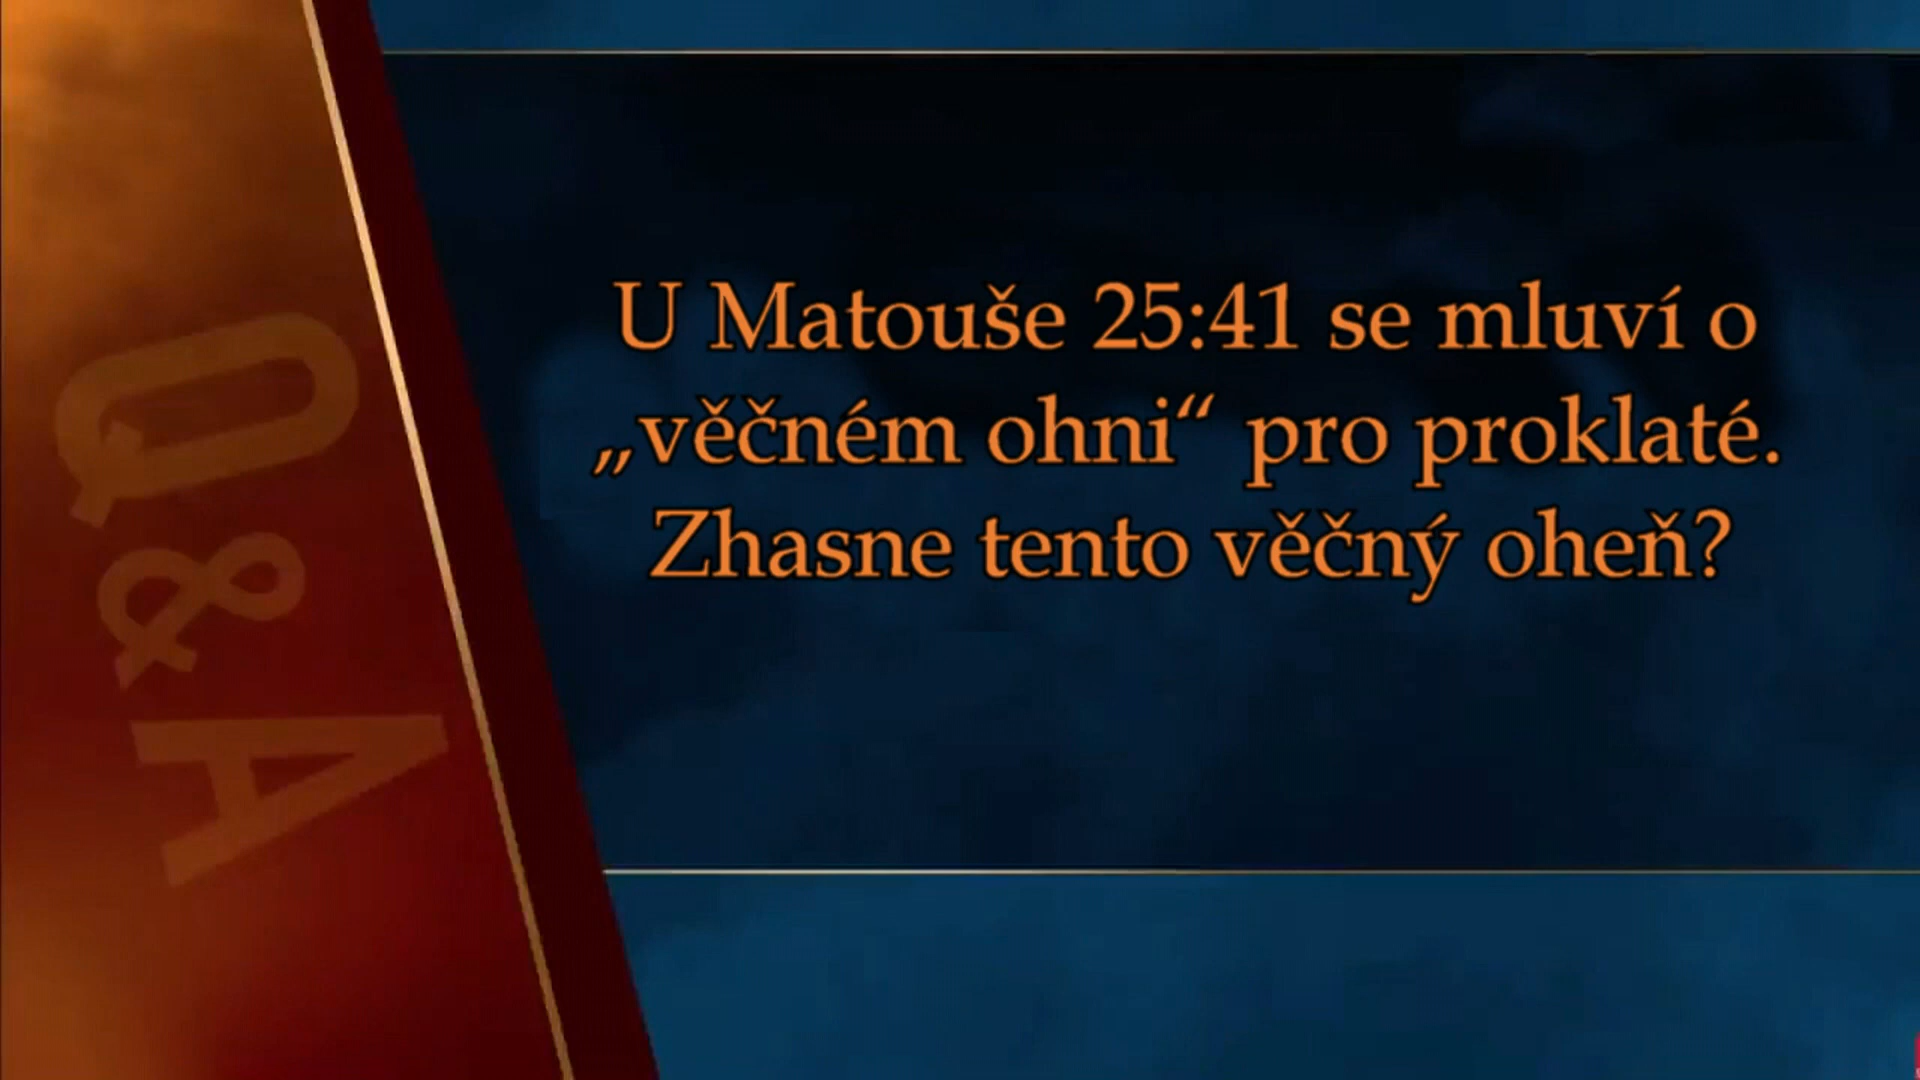 Q&A
U Matouše 25:41 se mluví o
„věčném ohni“ pro proklaté.
Zhasne tento věčný oheň?